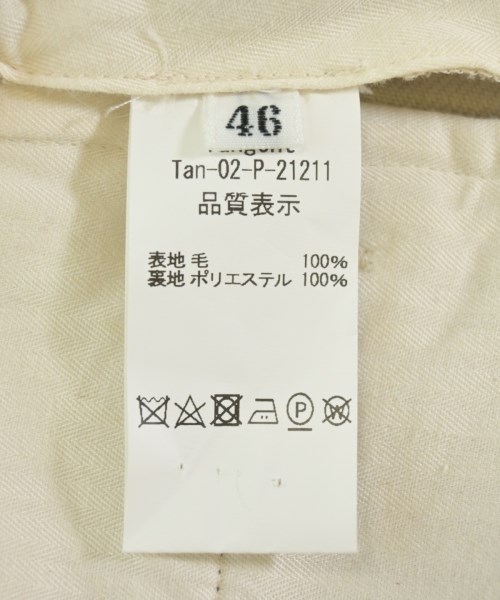 46
Tan-02-P-21211
品質表示
表地 毛 100%
裏地 ポリエステル 100%
P
W